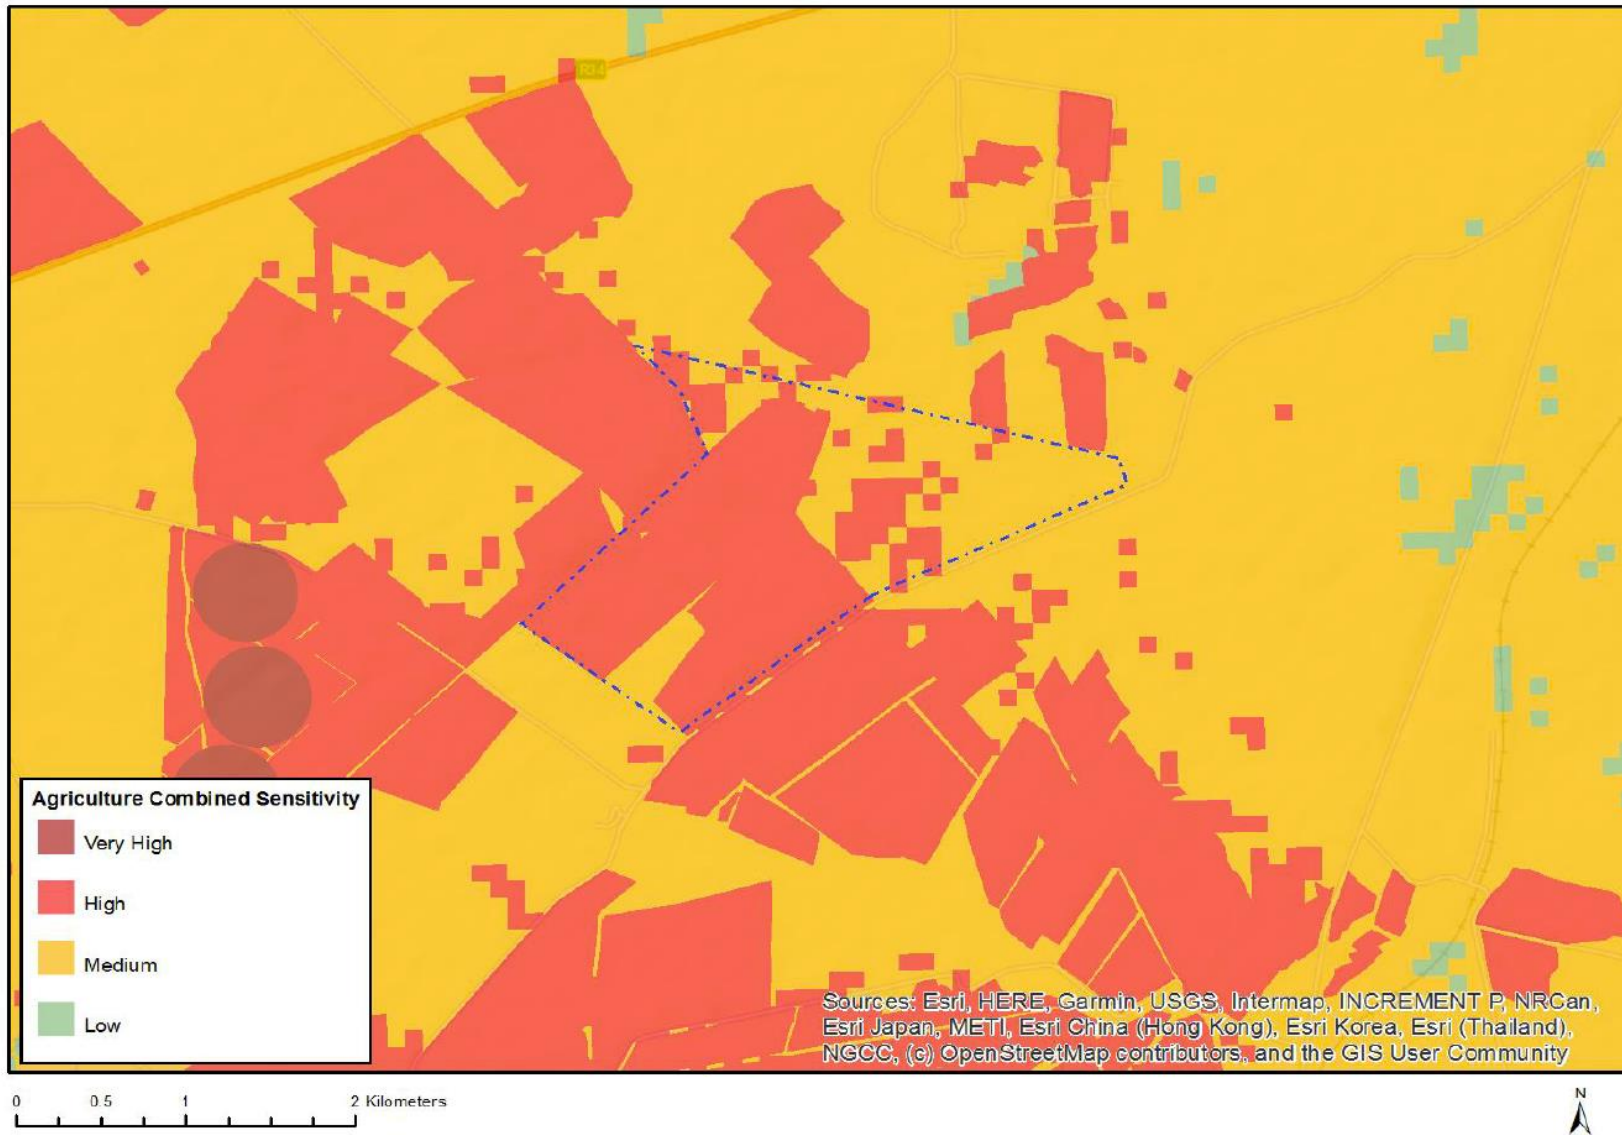 R34
Agriculture Combined Sensitivity
Very High
High
Medium
Low
Sources: Esri, HERE, Garmin, USGS, Intermap, INCREMENT P, NRCan,
Esri Japan, METI, Esri China (Hong Kong), Esri Korea, Esri (Thailand),
NGCC, (c) OpenStreetMap contributors, and the GIS User Community
0 0.5 1 2 Kilometers
N